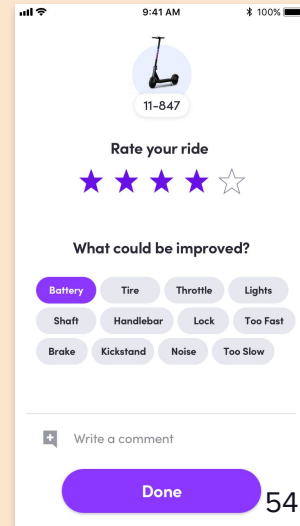 9:41 AM 100%
11-847
Rate your ride
What could be improved?
Battery Tire Throttle Lights
Shaft Handlebar Lock Too Fast
Brake Kickstand Noise Too Slow
Write a comment
Done
54